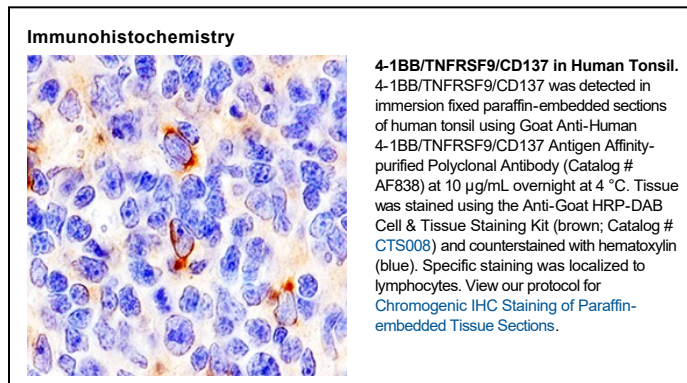 Immunohistochemistry
4-1BB/TNFRSF9/CD137 in Human Tonsil.
4-1BB/TNFRSF9/CD137 was detected in
immersion fixed paraffin-embedded sections
of human tonsil using Goat Anti-Human
4-1BB/TNFRSF9/CD137 Antigen Affinity-
purified Polyclonal Antibody (Catalog #
AF838) at 10 µg/mL overnight at 4 °C. Tissue
was stained using the Anti-Goat HRP-DAB
Cell & Tissue Staining Kit (brown; Catalog #
CTS008) and counterstained with hematoxylin
(blue). Specific staining was localized to
lymphocytes. View our protocol for
Chromogenic IHC Staining of Paraffin-
embedded Tissue Sections.